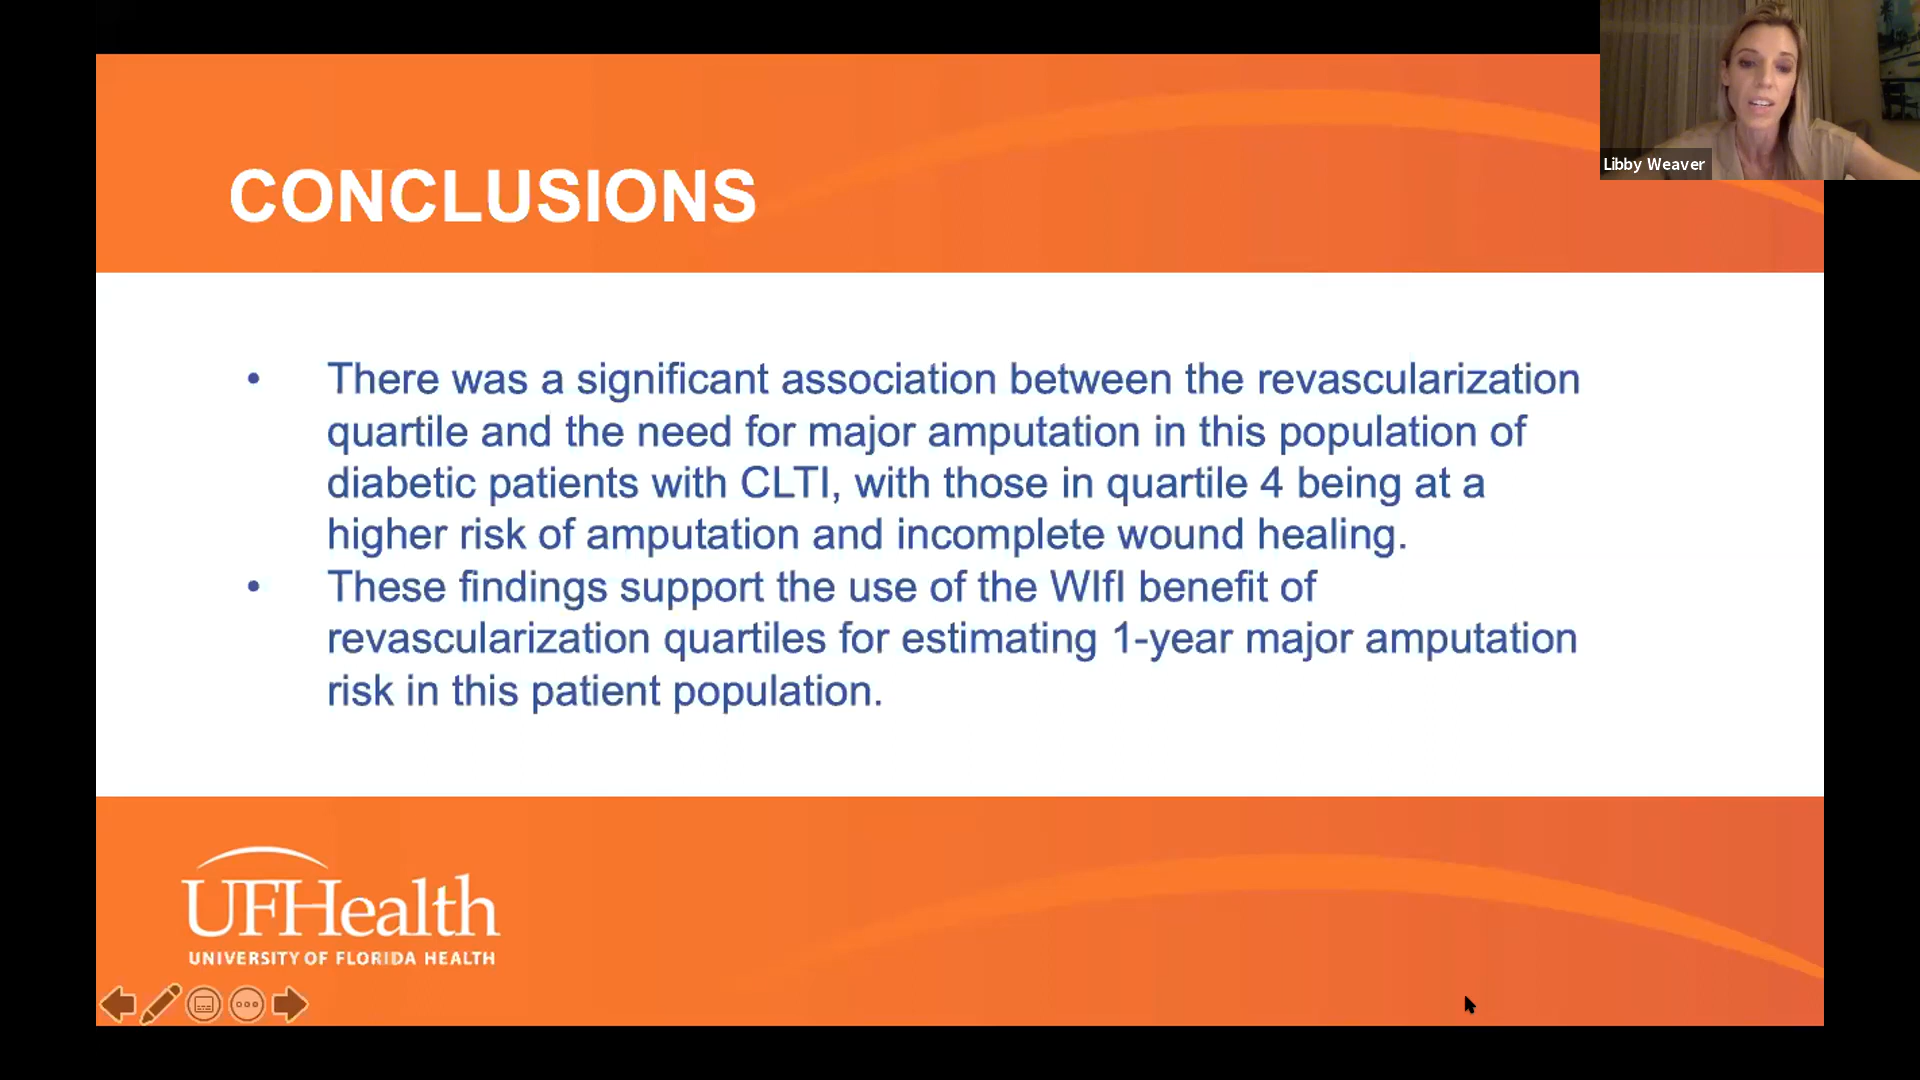 Libby Weaver
CONCLUSIONS
• There was a significant association between the revascularization
quartile and the need for major amputation in this population of
diabetic patients with CLTI, with those in quartile 4 being at a
higher risk of amputation and incomplete wound healing.
• These findings support the use of the WIfI benefit of
revascularization quartiles for estimating 1-year major amputation
risk in this patient population.
UFHealth
UNIVERSITY OF FLORIDA HEALTH